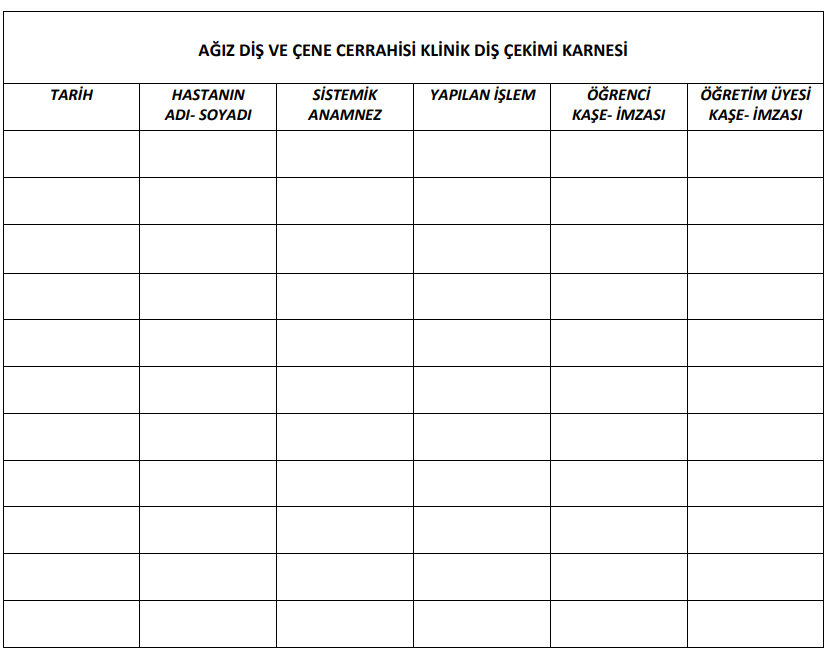 AĞIZ DİŞ VE ÇENE CERRAHİSİ KLİNİK DİŞ ÇEKİMİ KARNESİ
TARİH
HASTANIN
ADI- SOYADI
SİSTEMİK
ANAMNEZ
YAPILAN İŞLEM
ÖĞRENCİ
KAŞE- İMZASI
ÖĞRETİM ÜYESİ
KAŞE- İMZASI